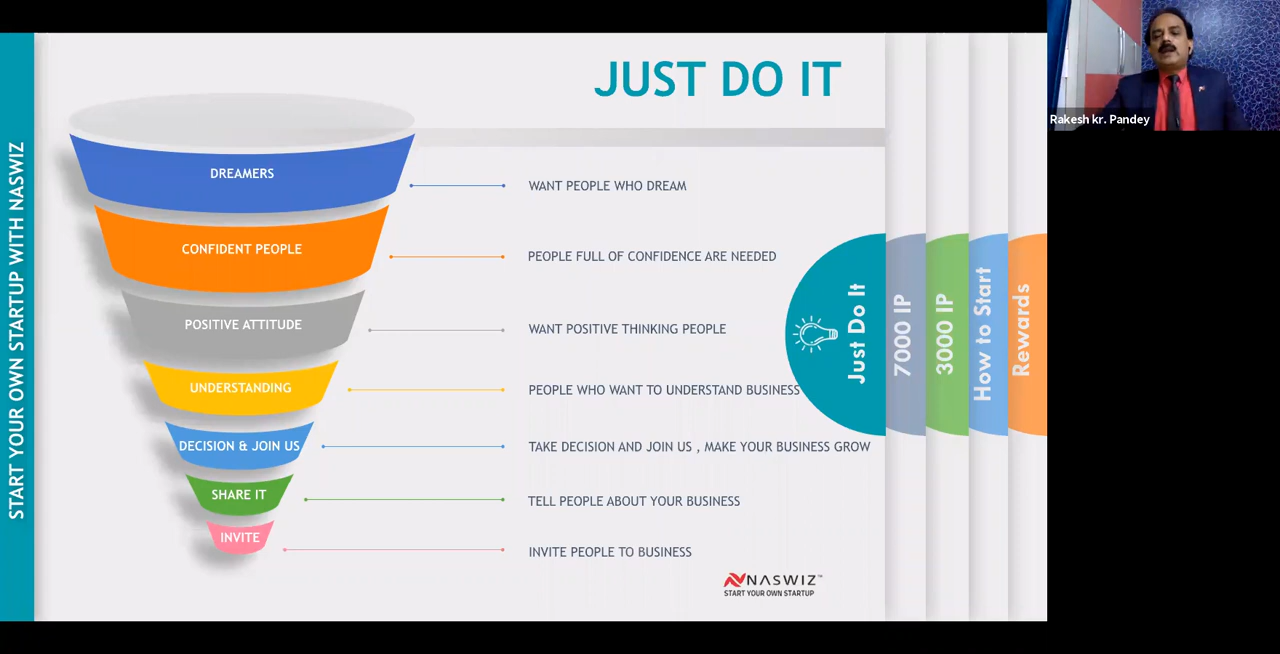 START YOUR OWN STARTUP WITH NASWIZ
JUST DO IT
DREAMERS
WANT PEOPLE WHO DREAM
CONFIDENT PEOPLE
PEOPLE FULL OF CONFIDENCE ARE NEEDED
POSITIVE ATTITUDE
WANT POSITIVE THINKING PEOPLE
UNDERSTANDING
PEOPLE WHO WANT TO UNDERSTAND BUSINESS
DECISION & JOIN US
TAKE DECISION AND JOIN US , MAKE YOUR BUSINESS GROW
SHARE IT
TELL PEOPLE ABOUT YOUR BUSINESS
INVITE
INVITE PEOPLE TO BUSINESS
NASWIZ™
START YOUR OWN STARTUP
Just Do It
7000 IP
3000 IP
How to Start
Rewards
Rakesh kr. Pandey